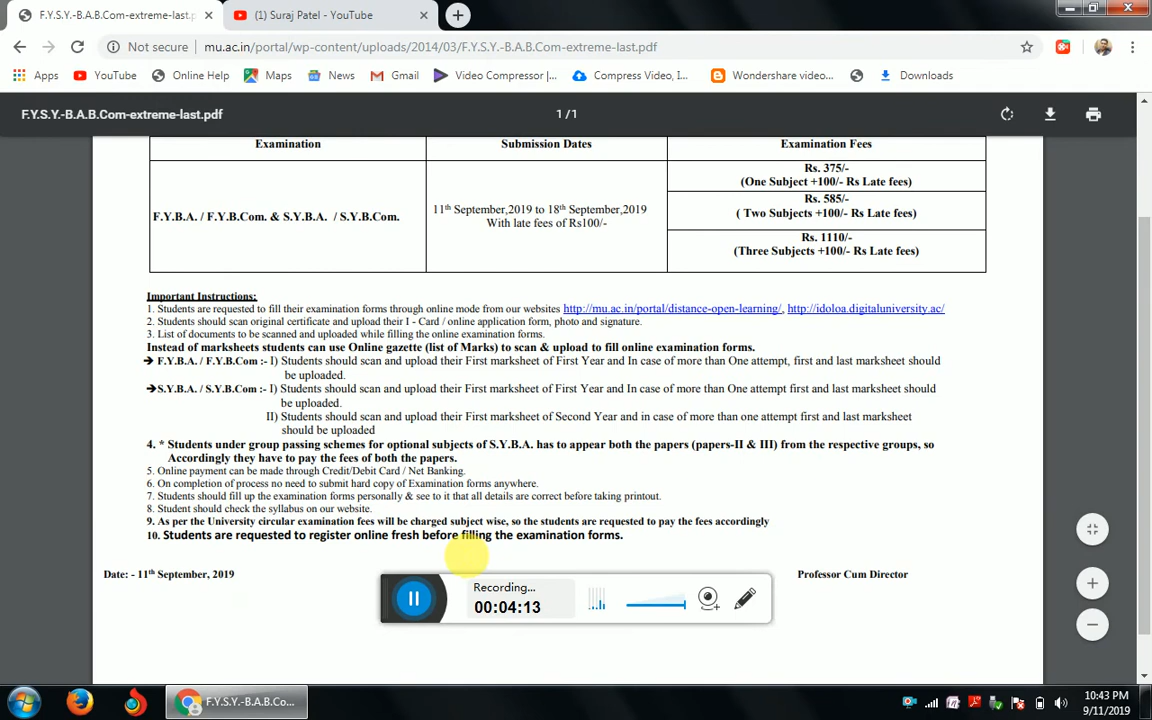 F.Y.S.Y.-B.A.B.Com-extreme-last.p
(1) Suraj Patel - YouTube
Not secure
mu.ac.in/portal/wp-content/uploads/2014/03/F.Y.S.Y.-B.A.B.Com-extreme-last.pdf
Apps YouTube Online Help Maps News Gmail Video Compressor |... Compress Video, I... Wondershare video... Downloads
F.Y.S.Y.-B.A.B.Com-extreme-last.pdf
1/1
Examination Submission Dates Examination Fees
F.Y.B.A. / F.Y.B.Com. & S.Y.B.A. / S.Y.B.Com.
11th September,2019 to 18th September,2019
With late fees of Rs100/-
Rs. 375/-
(One Subject +100/- Rs Late fees)
Rs. 585/-
( Two Subjects +100/- Rs Late fees)
Rs. 1110/-
(Three Subjects +100/- Rs Late fees)
Important Instructions:
1. Students are requested to fill their examination forms through online mode from our websites http://mu.ac.in/portal/distance-open-learning/, http://idoloa.digitaluniversity.ac/
2. Students should scan original certificate and upload their I - Card / online application form, photo and signature.
3. List of documents to be scanned and uploaded while filling the online examination forms.
Instead of marksheets students can use Online gazette (list of Marks) to scan & upload to fill online examination forms.
➔ F.Y.B.A. / F.Y.B.Com :- I) Students should scan and upload their First marksheet of First Year and In case of more than One attempt, first and last marksheet should
be uploaded.
➔S.Y.B.A. / S.Y.B.Com :- I) Students should scan and upload their First marksheet of First Year and In case of more than One attempt first and last marksheet should
be uploaded.
II) Students should scan and upload their First marksheet of Second Year and in case of more than one attempt first and last marksheet
should be uploaded
4. * Students under group passing schemes for optional subjects of S.Y.B.A. has to appear both the papers (papers-II & III) from the respective groups, so
Accordingly they have to pay the fees of both the papers.
5. Online payment can be made through Credit/Debit Card / Net Banking.
6. On completion of process no need to submit hard copy of Examination forms anywhere.
7. Students should fill up the examination forms personally & see to it that all details are correct before taking printout.
8. Student should check the syllabus on our website.
9. As per the University circular examination fees will be charged subject wise, so the students are requested to pay the fees accordingly
10. Students are requested to register online fresh before filling the examination forms.
Date: - 11th September, 2019
Professor Cum Director
Recording...
00:04:13
F.Y.S.Y.-B.A.B.Co...
10:43 PM
9/11/2019